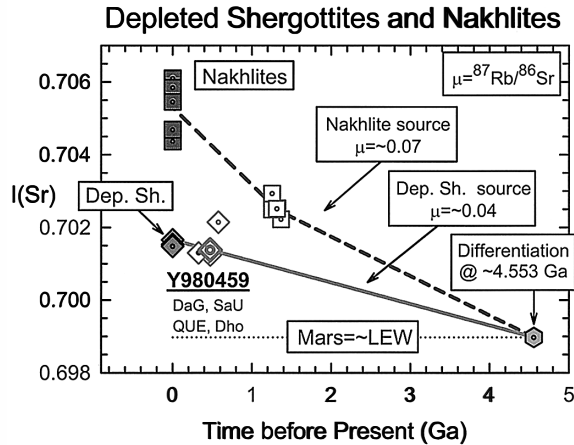 Depleted Shergottites and Nakhlites
0.706
0.704
0.702
0.700
0.698
I(Sr)
Nakhlites
μ=⁸⁷Rb/⁸⁶Sr
Nakhlite source
μ=~0.07
Dep. Sh.
Dep. Sh. source
μ=~0.04
Differentiation
@ ~4.553 Ga
Y980459
DaG, SaU
QUE, Dho
Mars=~LEW
0 1 2 3 4 5
Time before Present (Ga)